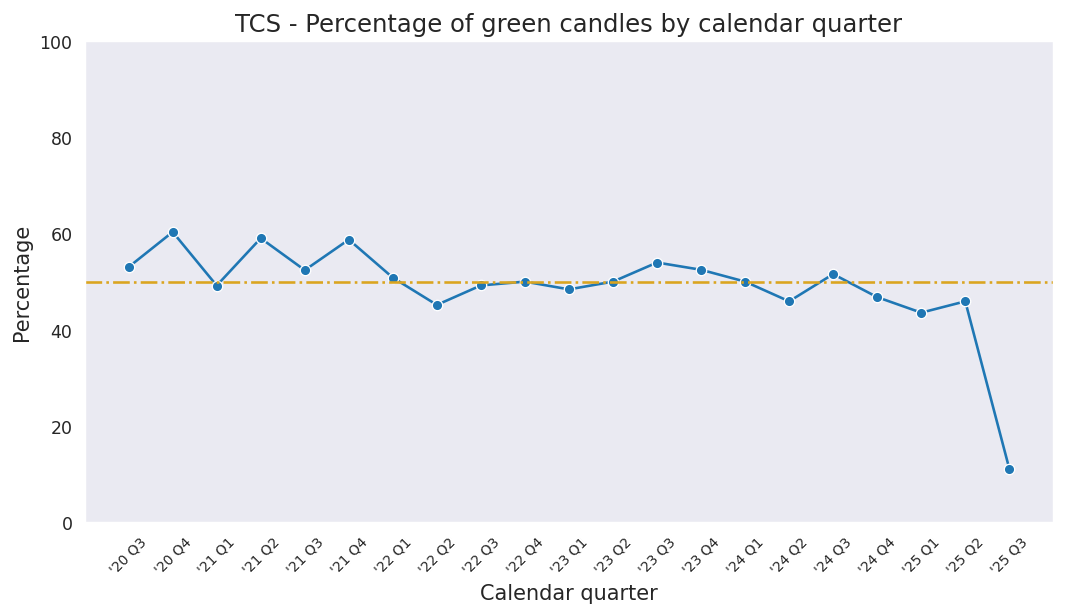 TCS - Percentage of green candles by calendar quarter
100
80
60
40
20
0
Percentage
'20 Q3
'20 Q4
'21 Q1
'21 Q2
'21 Q3
'21 Q4
'22 Q1
'22 Q2
'22 Q3
'22 Q4
'23 Q1
'23 Q2
'23 Q3
'23 Q4
'24 Q1
'24 Q2
'24 Q3
'24 Q4
'25 Q1
'25 Q2
'25 Q3
Calendar quarter